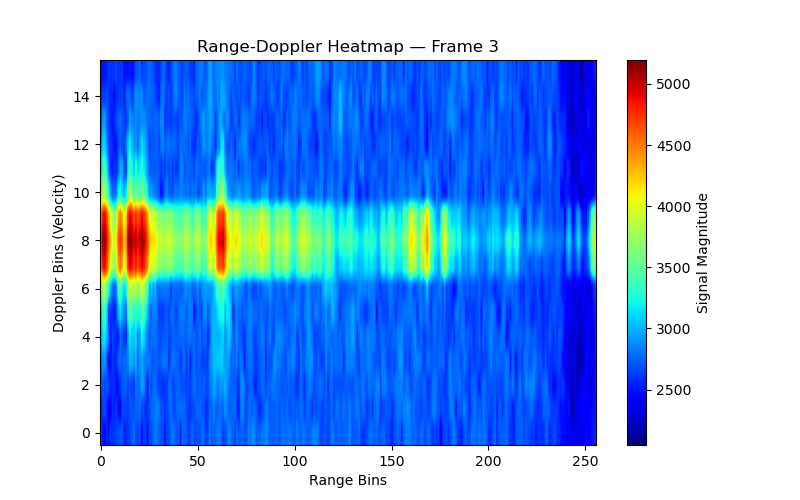 Range-Doppler Heatmap — Frame 3
Doppler Bins (Velocity)
14
12
10
8
6
4
2
0
0 50 100 150 200 250
Range Bins
5000
4500
4000
3500
3000
2500
Signal Magnitude